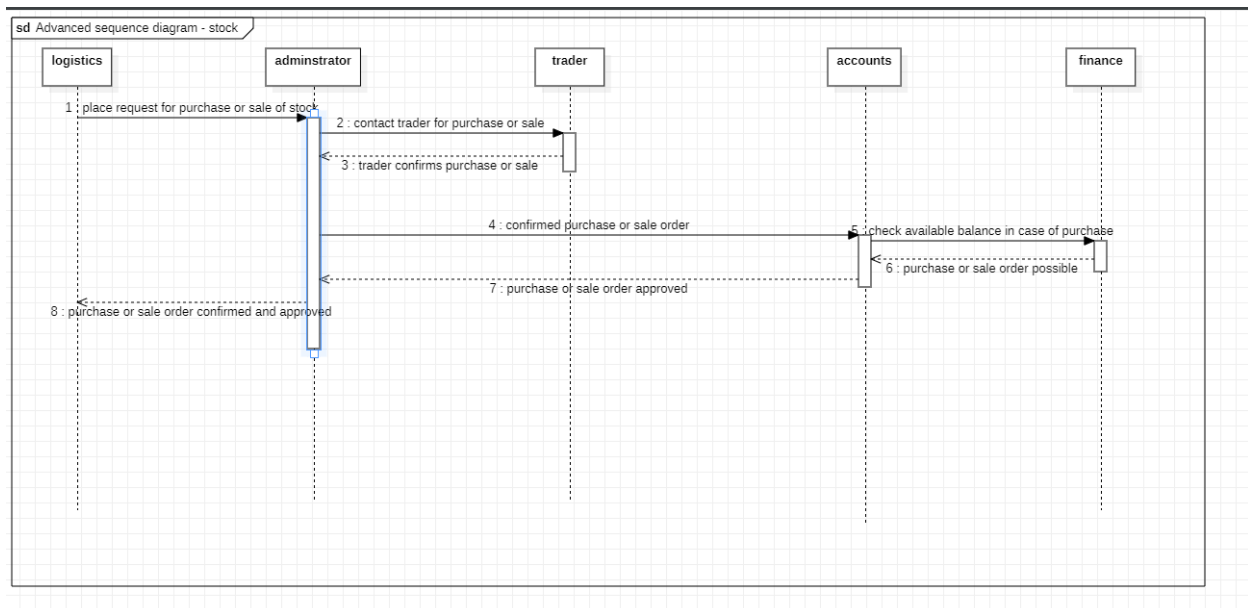 sd Advanced sequence diagram - stock
logistics
adminstrator
trader
accounts
finance
1 : place request for purchase or sale of stock
2 : contact trader for purchase or sale
3 : trader confirms purchase or sale
4 : confirmed purchase or sale order
5 : check available balance in case of purchase
6 : purchase or sale order possible
7 : purchase or sale order approved
8 : purchase or sale order confirmed and approved